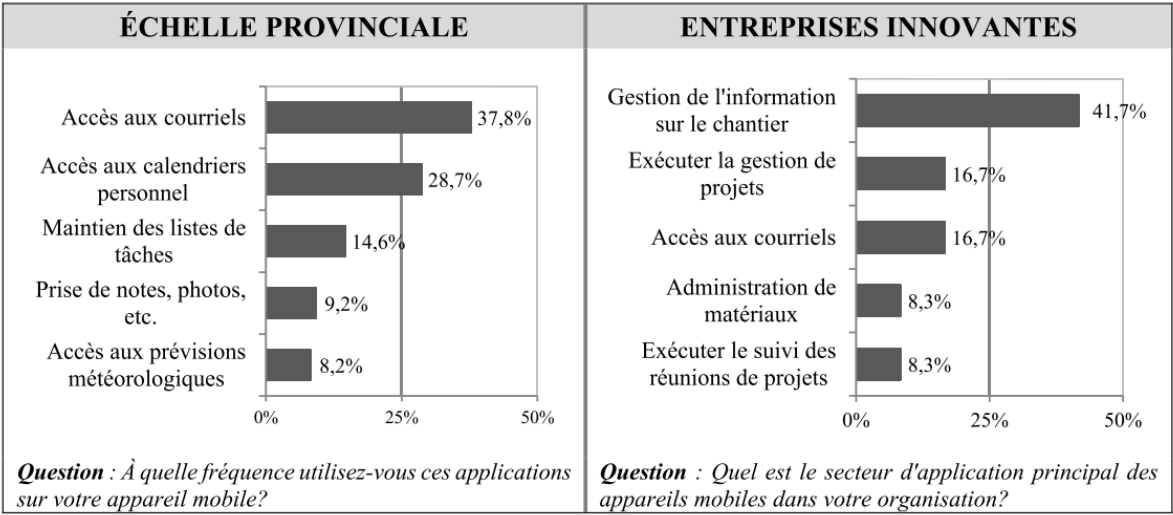 ÉCHELLE PROVINCIALE
Accès aux courriels
37,8%
Accès aux calendriers
personnel
28,7%
Maintien des listes de
tâches
14,6%
Prise de notes, photos,
etc.
9,2%
Accès aux prévisions
météorologiques
8,2%
0% 25% 50%
Question : À quelle fréquence utilisez-vous ces applications
sur votre appareil mobile?
ENTREPRISES INNOVANTES
Gestion de l'information
sur le chantier
41,7%
Exécuter la gestion de
projets
16,7%
Accès aux courriels
16,7%
Administration de
matériaux
8,3%
Exécuter le suivi des
réunions de projets
8,3%
0% 25% 50%
Question : Quel est le secteur d'application principal des
appareils mobiles dans votre organisation?